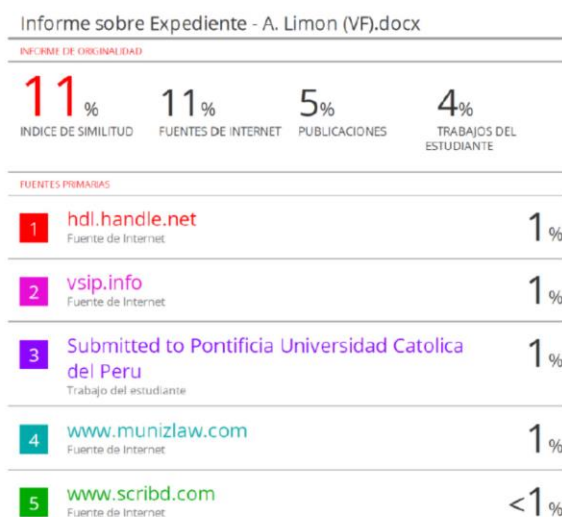 Informe sobre Expediente - A. Limon (VF).docx
INFORME DE ORIGINALIDAD
11%
INDICE DE SIMILITUD
11%
FUENTES DE INTERNET
5%
PUBLICACIONES
4%
TRABAJOS DEL
ESTUDIANTE
FUENTES PRIMARIAS
1 hdl.handle.net 1%
Fuente de Internet
2 vsip.info 1%
Fuente de Internet
3 Submitted to Pontificia Universidad Catolica 1%
del Peru
Trabajo del estudiante
4 www.munizlaw.com 1%
Fuente de Internet
5 www.scribd.com <1%
Fuente de Internet